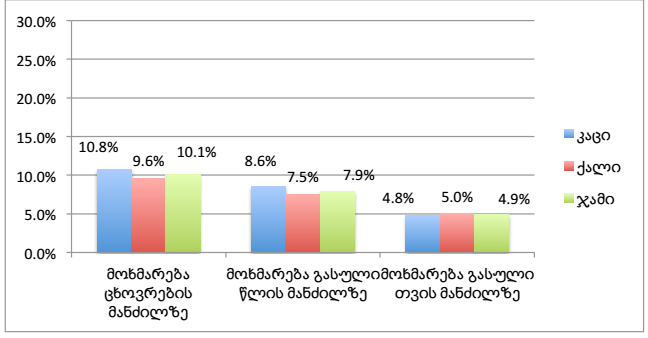 30.0%
25.0%
20.0%
15.0%
10.0%
5.0%
0.0%
10.8%
9.6%
10.1%
8.6%
7.5%
7.9%
4.8%
5.0%
4.9%
მოხმარება
ცხოვრების
მანძილზე
მოხმარება გასული
წლის მანძილზე
მოხმარება გასული
თვის მანძილზე
კაცი
ქალი
ჯამი